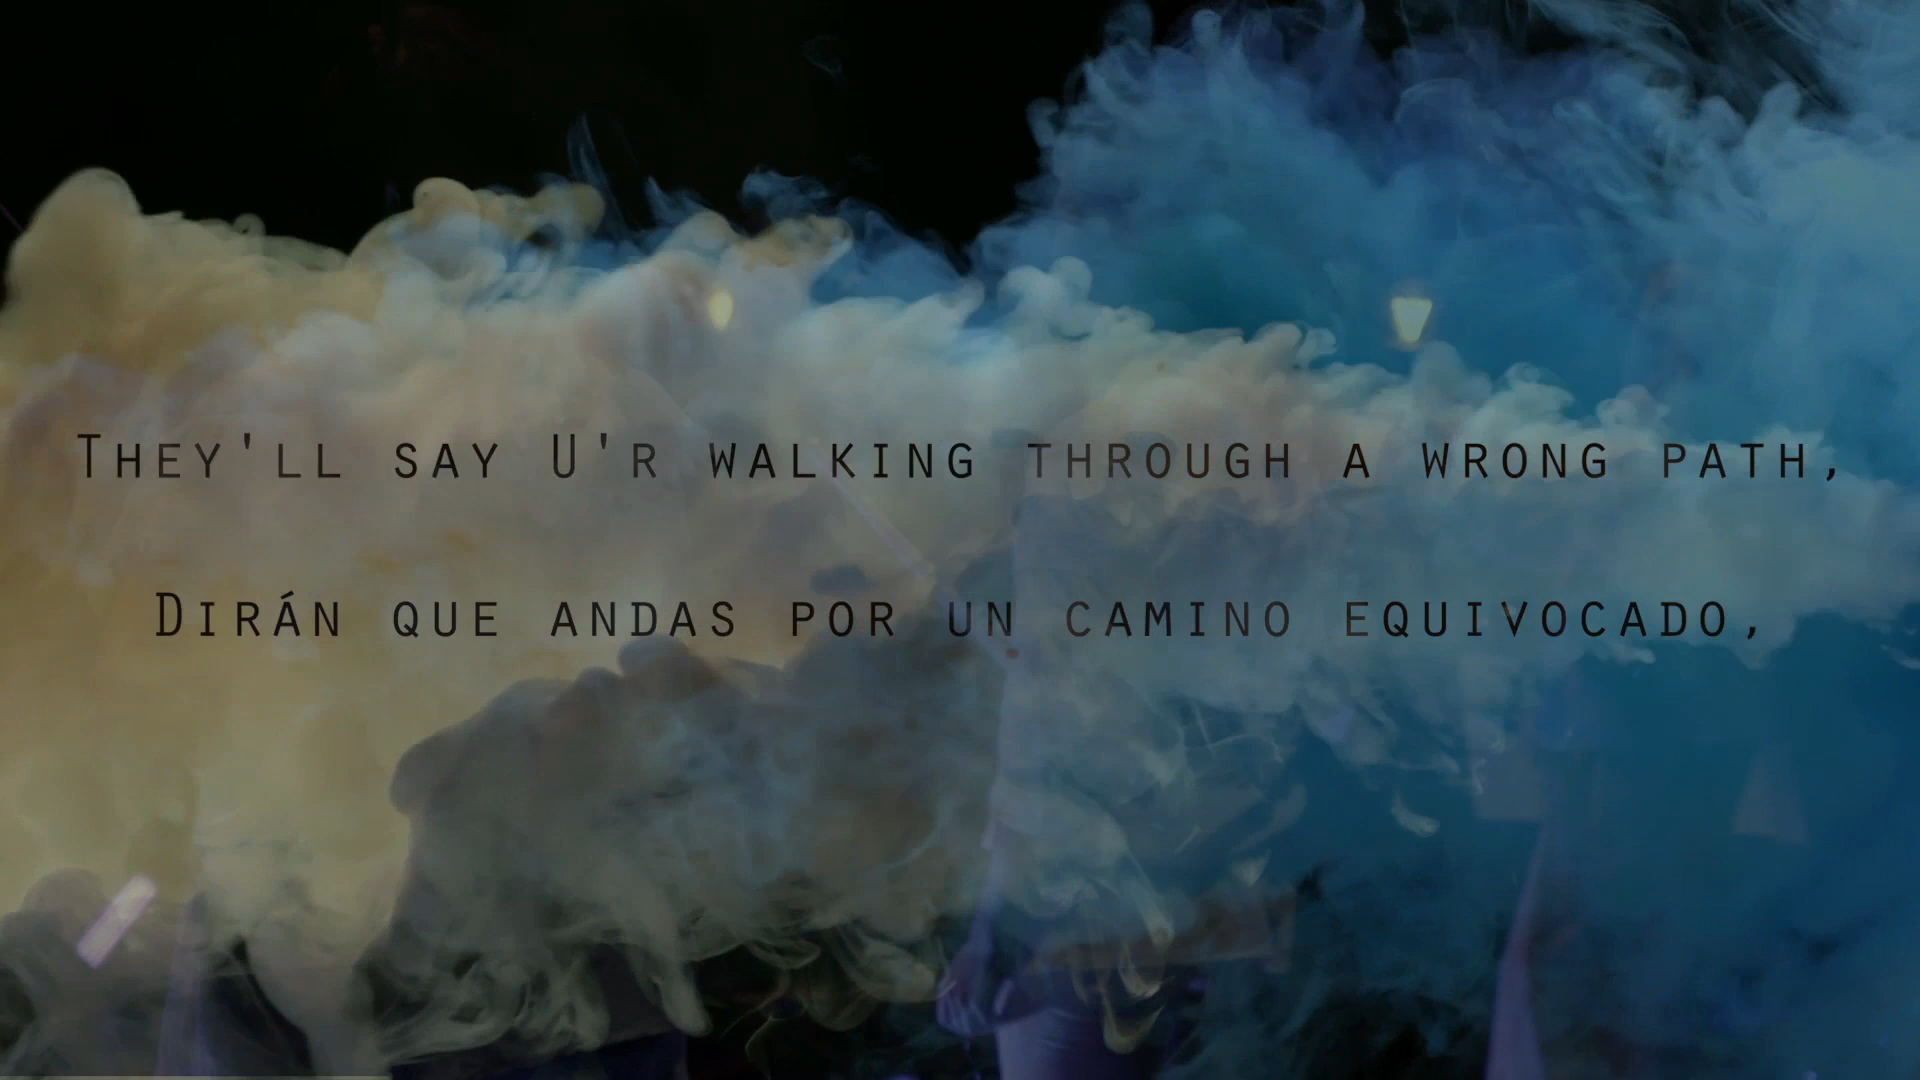 They'll say U'r walking through a wrong path,
Dirán que andas por un camino equivocado,